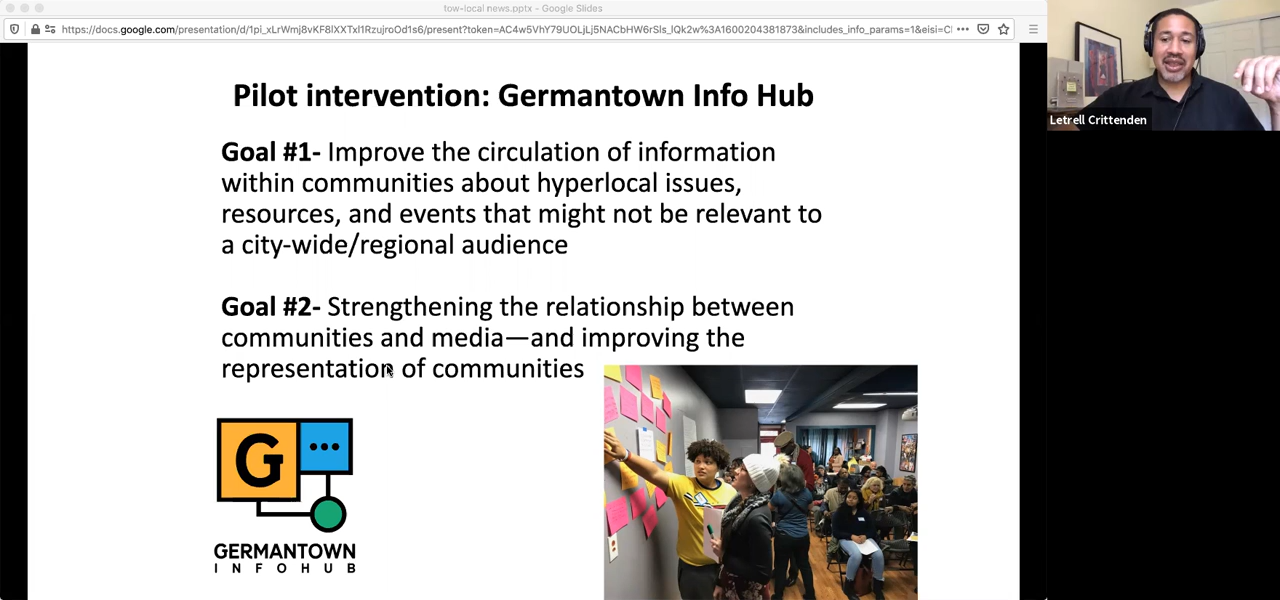 tow-local news.pptx - Google Slides
Letrell Crittenden
Pilot intervention: Germantown Info Hub
Goal #1- Improve the circulation of information
within communities about hyperlocal issues,
resources, and events that might not be relevant to
a city-wide/regional audience
Goal #2- Strengthening the relationship between
communities and media—and improving the
representation of communities
G
GERMANTOWN
INFOHUB